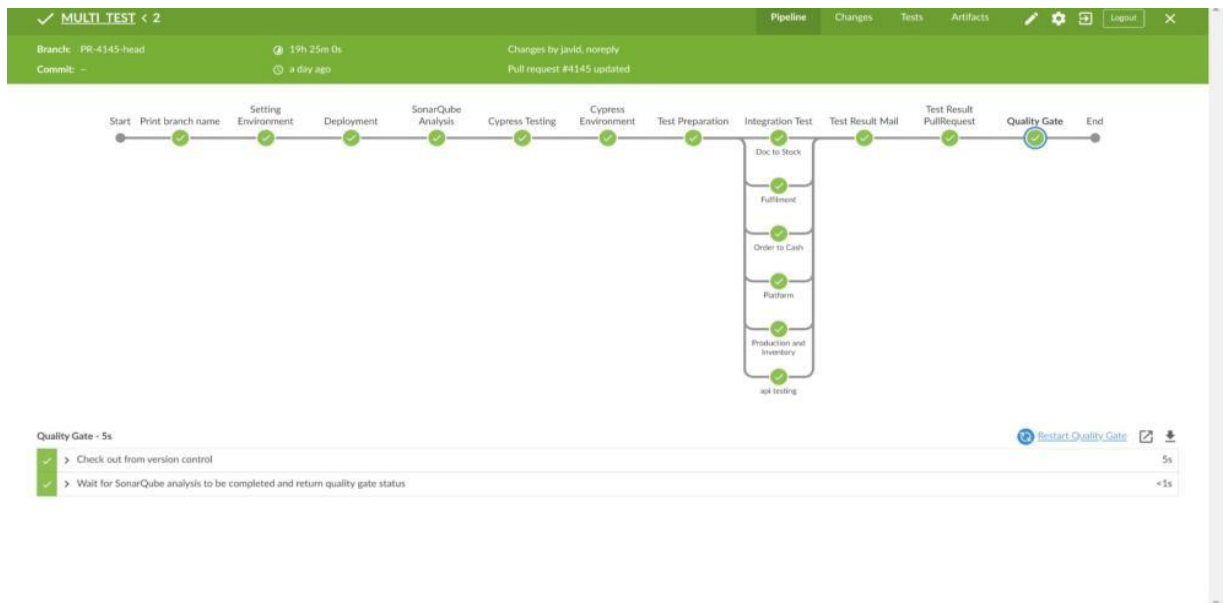 MULTI_TEST < 2
Pipeline Changes Tests Artifacts Logout
Branch: PR-4145-head 19h 25m 0s Changes by javid, noreply
Commit: – a day ago Pull request #4145 updated
Start
Print branch name
Setting
Environment
Deployment
SonarQube
Analysis
Cypress Testing
Cypress
Environment
Test Preparation
Integration Test
Test Result Mail
Test Result
PullRequest
Quality Gate
End
Doc to Stock
Fulfilment
Order to Cash
Platform
Production and
Inventory
api testing
Quality Gate - 5s
Restart Quality Gate
Check out from version control 5s
Wait for SonarQube analysis to be completed and return quality gate status <1s